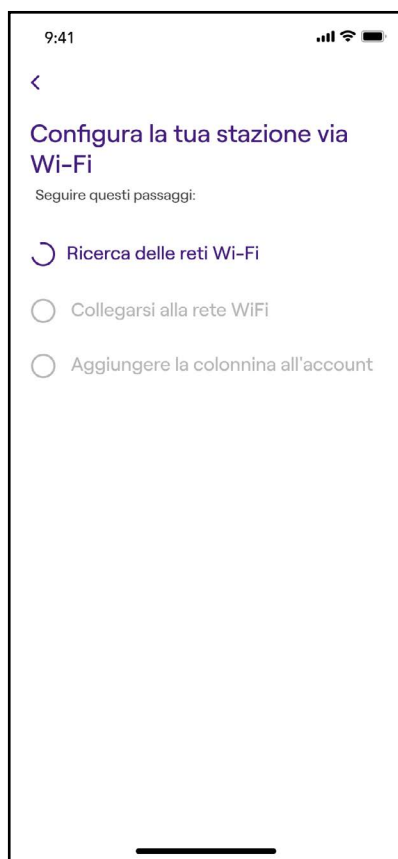 9:41
Configura la tua stazione via
Wi-Fi
Seguire questi passaggi:
Ricerca delle reti Wi-Fi
Collegarsi alla rete WiFi
Aggiungere la colonnina all'account